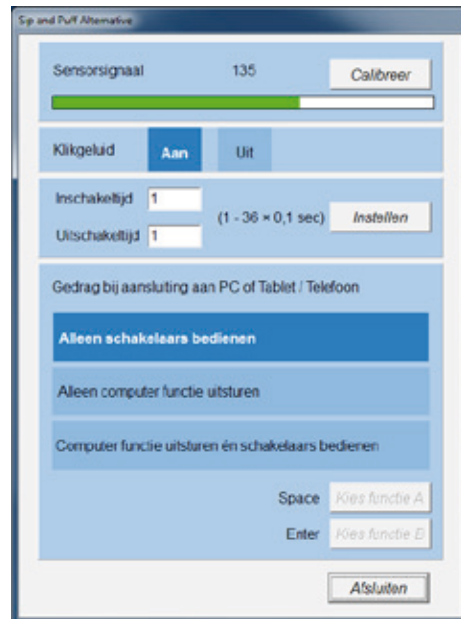 Sip and Puff Alternative
Sensorsignaal 135 Calibreer
Klikgeluid Aan Uit
Inschakeltijd 1
(1 - 36 * 0,1 sec) Instellen
Uitschakeltijd 1
Gedrag bij aansluiting aan PC of Tablet / Telefoon
Alleen schakelaars bedienen
Alleen computer functie uitsturen
Computer functie uitsturen én schakelaars bedienen
Space Kies functie A
Enter Kies functie B
Afsluiten